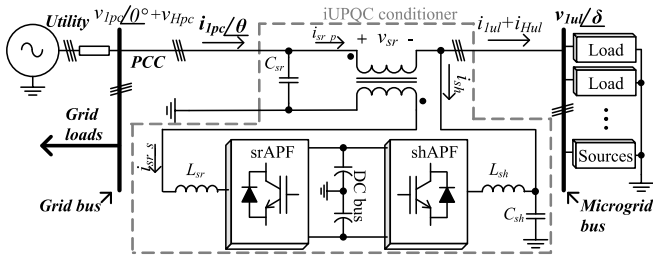 iUPQC conditioner
Utility
v1pc/0°+vHpc
i1pc/θ
isr_p
+ vsr -
i1ul+iHul
v1ul/δ
PCC
Csr
ish
Load
Load
Sources
Grid
loads
isr_s
Lsr
srAPF
DC bus
shAPF
Lsh
Csh
Grid bus
Microgrid
bus